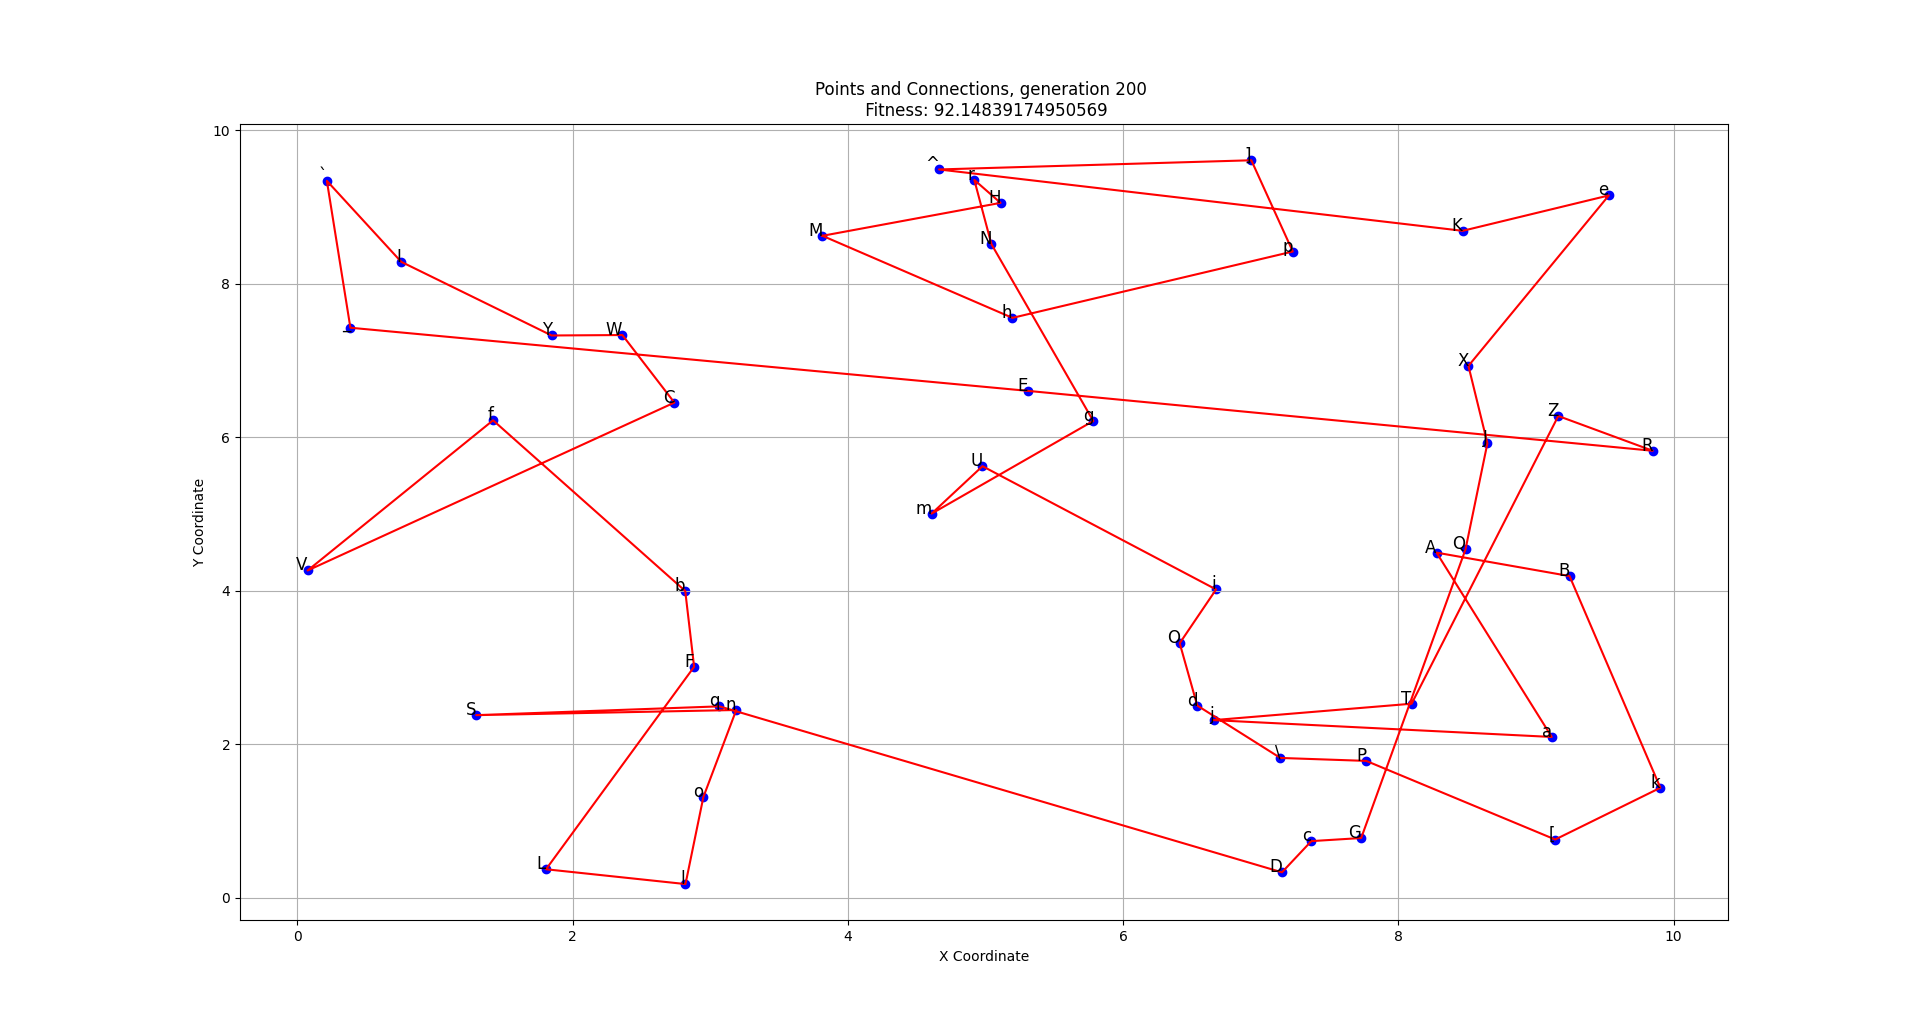 Points and Connections, generation 200
Fitness: 92.14839174950569
10
^
]
`
r
e
H
K
M
N
p
I
8
h
_
Y
W
X
E
C
Z
f
g
6
R
U
m
Q
A
V
B
4
b
i
O
F
d
T
q
n
S
j
a
2
\
P
k
o
c
G
[
L
D
J
0
0
2
4
6
8
10
X Coordinate
Y Coordinate